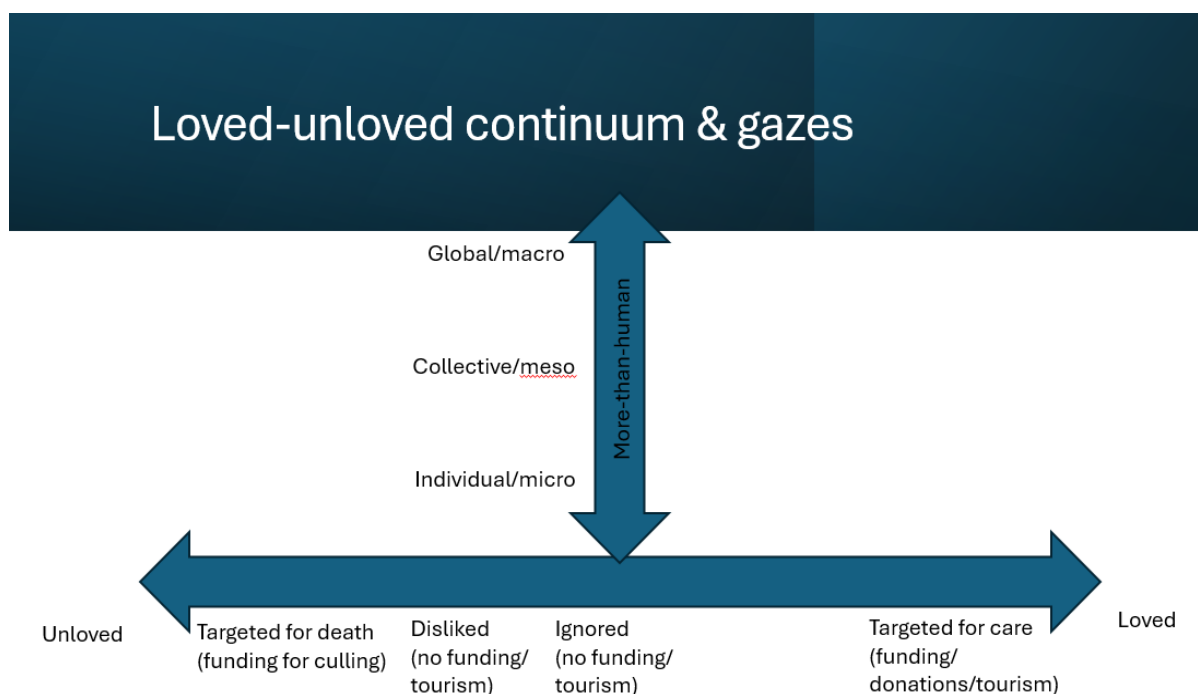 Loved-unloved continuum & gazes
Global/macro
Collective/meso
Individual/micro
More-than-human
Unloved
Targeted for death
(funding for culling)
Disliked
(no funding/
tourism)
Ignored
(no funding/
tourism)
Targeted for care
(funding/
donations/tourism)
Loved